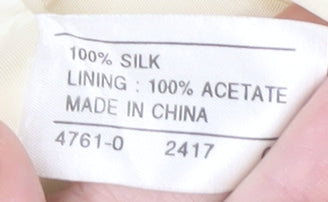 100% SILK
LINING : 100% ACETATE
MADE IN CHINA
4761-0 2417